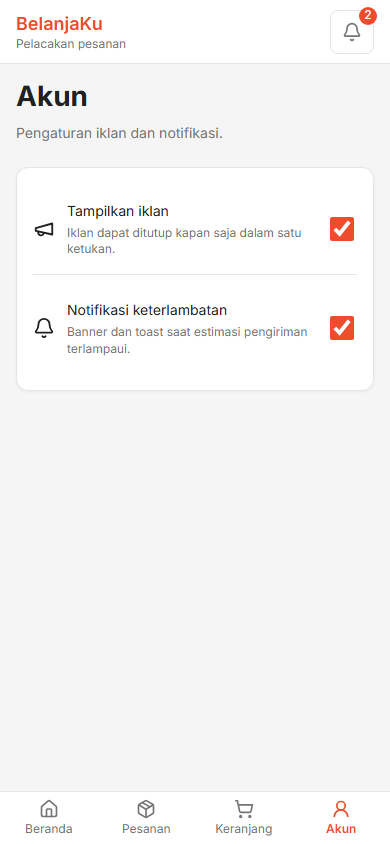 BelanjaKu
Pelacakan pesanan
2
Akun
Pengaturan iklan dan notifikasi.
Tampilkan iklan
Iklan dapat ditutup kapan saja dalam satu
ketukan.
Notifikasi keterlambatan
Banner dan toast saat estimasi pengiriman
terlampaui.
Beranda
Pesanan
Keranjang
Akun